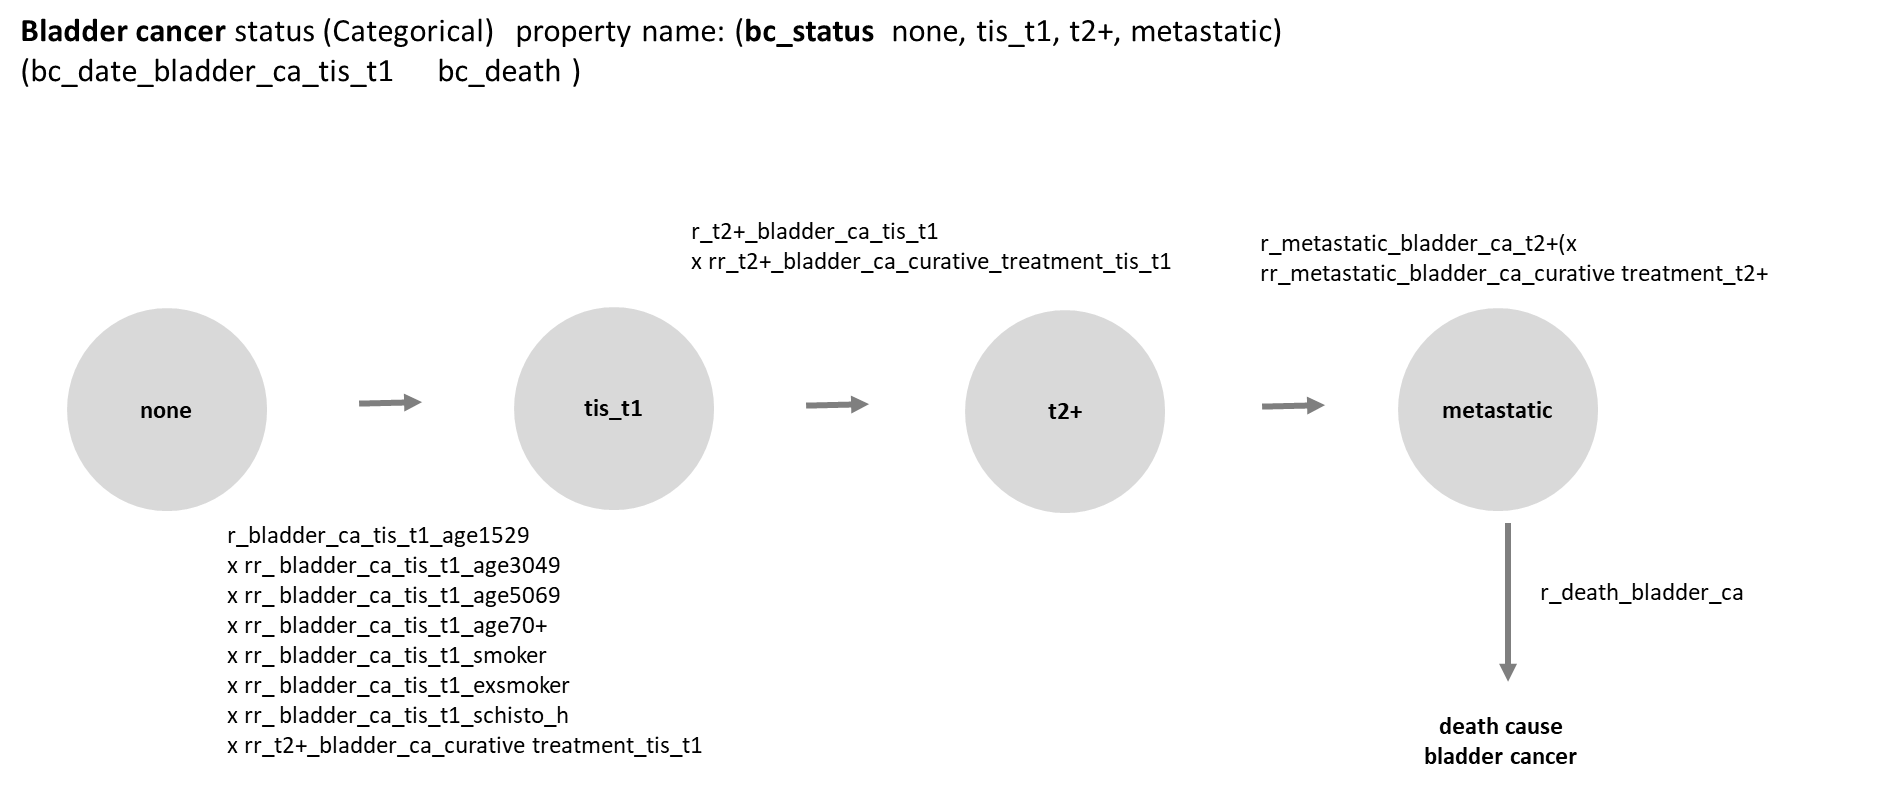 Bladder cancer status (Categorical) property name: (bc_status none, tis_t1, t2+, metastatic)
(bc_date_bladder_ca_tis_t1 bc_death )
r_t2+_bladder_ca_tis_t1
x rr_t2+_bladder_ca_curative_treatment_tis_t1
r_metastatic_bladder_ca_t2+(x
rr_metastatic_bladder_ca_curative treatment_t2+
none
tis_t1
t2+
metastatic
r_bladder_ca_tis_t1_age1529
x rr_ bladder_ca_tis_t1_age3049
x rr_ bladder_ca_tis_t1_age5069
x rr_ bladder_ca_tis_t1_age70+
x rr_ bladder_ca_tis_t1_smoker
x rr_ bladder_ca_tis_t1_exsmoker
x rr_ bladder_ca_tis_t1_schisto_h
x rr_t2+_bladder_ca_curative treatment_tis_t1
r_death_bladder_ca
death cause
bladder cancer